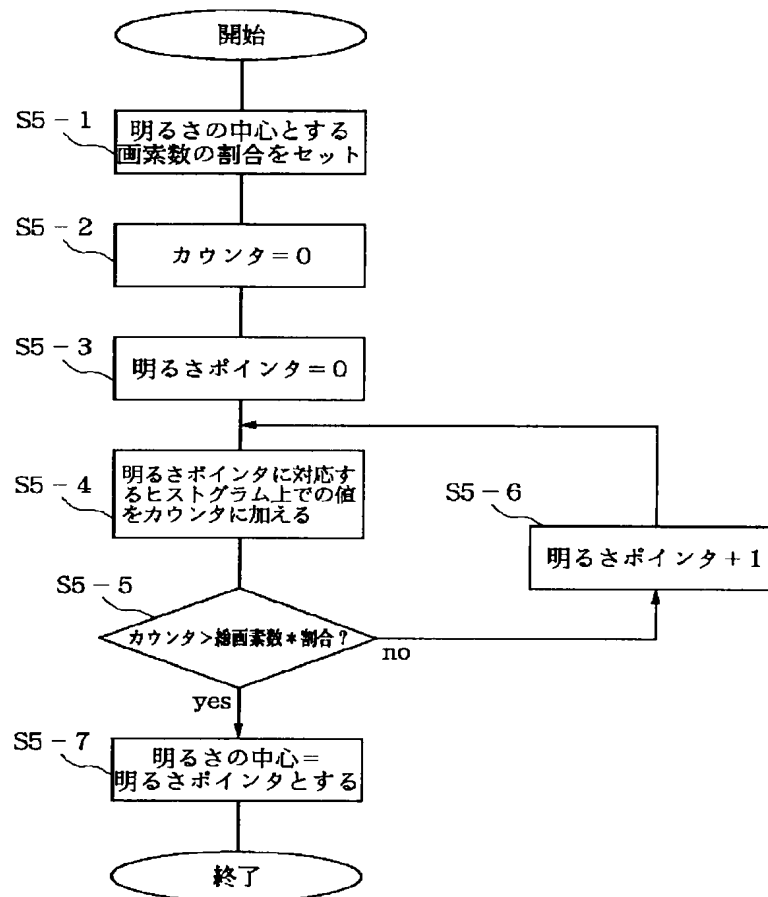 開始
S5-1
明るさの中心とする
画素数の割合をセット
S5-2
カウンタ=0
S5-3
明るさポインタ=0
S5-4
明るさポインタに対応す
るヒストグラム上での値
をカウンタに加える
S5-6
明るさポインタ+1
S5-5
カウンタ>総画素数*割合?
no
yes
S5-7
明るさの中心=
明るさポインタとする
終了